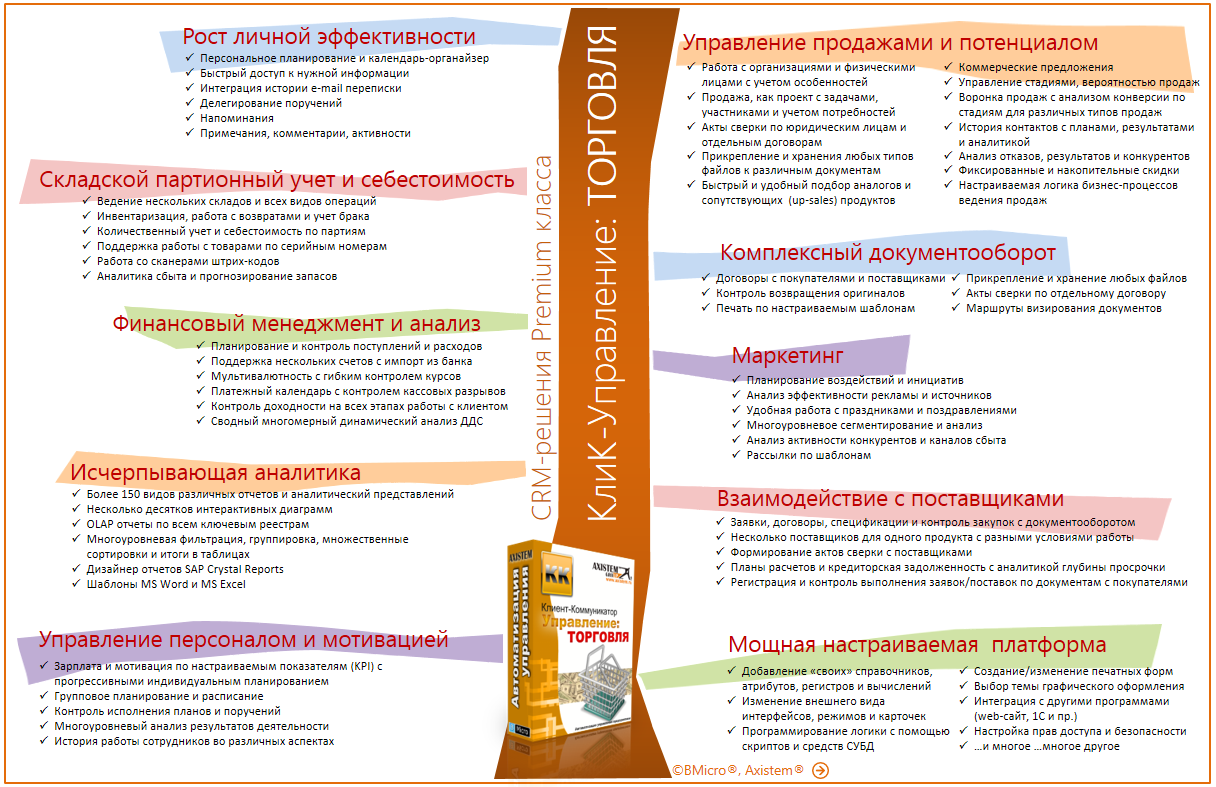 Рост личной эффективности
Персональное планирование и календарь-органайзер
Быстрый доступ к нужной информации
Интеграция истории e-mail переписки
Делегирование поручений
Напоминания
Примечания, комментарии, активности
Складской партионный учет и себестоимость
Ведение нескольких складов и всех видов операций
Инвентаризация, работа с возвратами и учет брака
Количественный учет и себестоимость по партиям
Поддержка работы с товарами по серийным номерам
Работа со сканерами штрих-кодов
Аналитика сбыта и прогнозирование запасов
Финансовый менеджмент и анализ
Планирование и контроль поступлений и расходов
Поддержка нескольких счетов с импорт из банка
Мультивалютность с гибким контролем курсов
Платежный календарь с контролем кассовых разрывов
Контроль доходности на всех этапах работы с клиентом
Сводный многомерный динамический анализ ДДС
Исчерпывающая аналитика
Более 150 видов различных отчетов и аналитический представлений
Несколько десятков интерактивных диаграмм
OLAP отчеты по всем ключевым реестрам
Многоуровневая фильтрация, группировка, множественные
сортировки и итоги в таблицах
Дизайнер отчетов SAP Crystal Reports
Шаблоны MS Word и MS Excel
Управление персоналом и мотивацией
Зарплата и мотивация по настраиваемым показателям (KPI) с
прогрессивными индивидуальным планированием
Групповое планирование и расписание
Контроль исполнения планов и поручений
Многоуровневый анализ результатов деятельности
История работы сотрудников во различных аспектах
CRM-решения Premium класса
КлиК-Управление: ТОРГОВЛЯ
AXISTEM
Автоматизация
управления
КК
AXISTEM
www.axistem.ru
Клиент-Коммуникатор
Управление:
ТОРГОВЛЯ
Управление продажами и потенциалом
Работа с организациями и физическими
лицами с учетом особенностей
Продажа, как проект с задачами,
участниками и учетом потребностей
Акты сверки по юридическим лицам и
отдельным договорам
Прикрепление и хранения любых типов
файлов к различным документам
Быстрый и удобный подбор аналогов и
сопутствующих (up-sales) продуктов
Коммерческие предложения
Управление стадиями, вероятностью продаж
Воронка продаж с анализом конверсии по
стадиям для различных типов продаж
История контактов с планами, результатами
и аналитикой
Анализ отказов, результатов и конкурентов
Фиксированные и накопительные скидки
Настраиваемая логика бизнес-процессов
ведения продаж
Комплексный документооборот
Договоры с покупателями и поставщиками
Контроль возвращения оригиналов
Печать по настраиваемым шаблонам
Прикрепление и хранение любых файлов
Акты сверки по отдельному договору
Маршруты визирования документов
Маркетинг
Планирование воздействий и инициатив
Анализ эффективности рекламы и источников
Удобная работа с праздниками и поздравлениями
Многоуровневое сегментирование и анализ
Анализ активности конкурентов и каналов сбыта
Рассылки по шаблонам
Взаимодействие с поставщиками
Заявки, договоры, спецификации и контроль закупок с документооборотом
Несколько поставщиков для одного продукта с разными условиями работы
Формирование актов сверки с поставщиками
Планы расчетов и кредиторская задолженность с аналитикой глубины просрочки
Регистрация и контроль выполнения заявок/поставок по документам с покупателями
Мощная настраиваемая платформа
Добавление «своих» справочников,
атрибутов, регистров и вычислений
Изменение внешнего вида
интерфейсов, режимов и карточек
Программирование логики с помощью
скриптов и средств СУБД
Создание/изменение печатных форм
Выбор темы графического оформления
Интеграция с другими программами
(web-сайт, 1С и пр.)
Настройка прав доступа и безопасности
…и многое …многое другое
©BMicro®, Axistem®